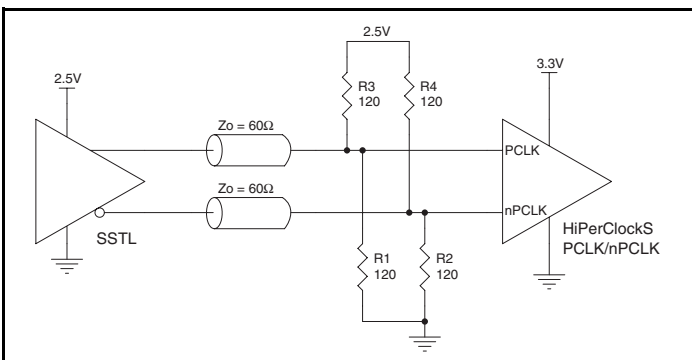 2.5V
2.5V
3.3V
R3
120
R4
120
Zo = 60Ω
PCLK
Zo = 60Ω
nPCLK
SSTL
HiPerClockS
PCLK/nPCLK
R1
120
R2
120